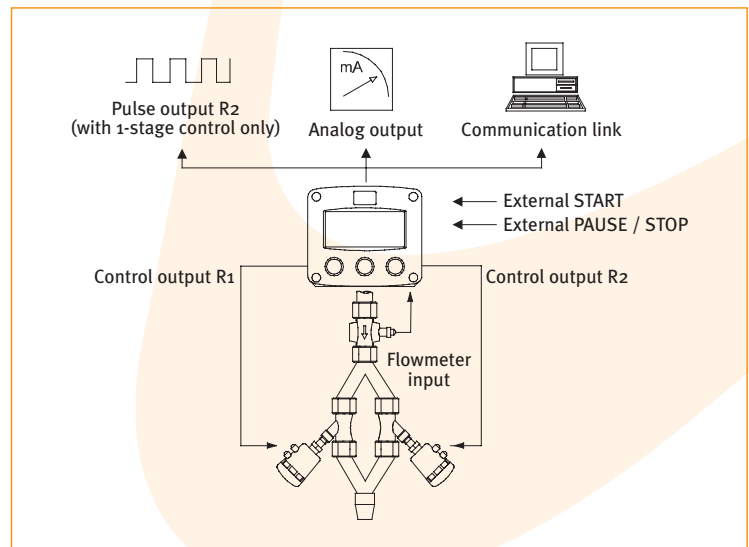 mA
Pulse output R2
(with 1-stage control only)
Analog output
Communication link
External START
External PAUSE / STOP
Control output R1
Control output R2
Flowmeter
input